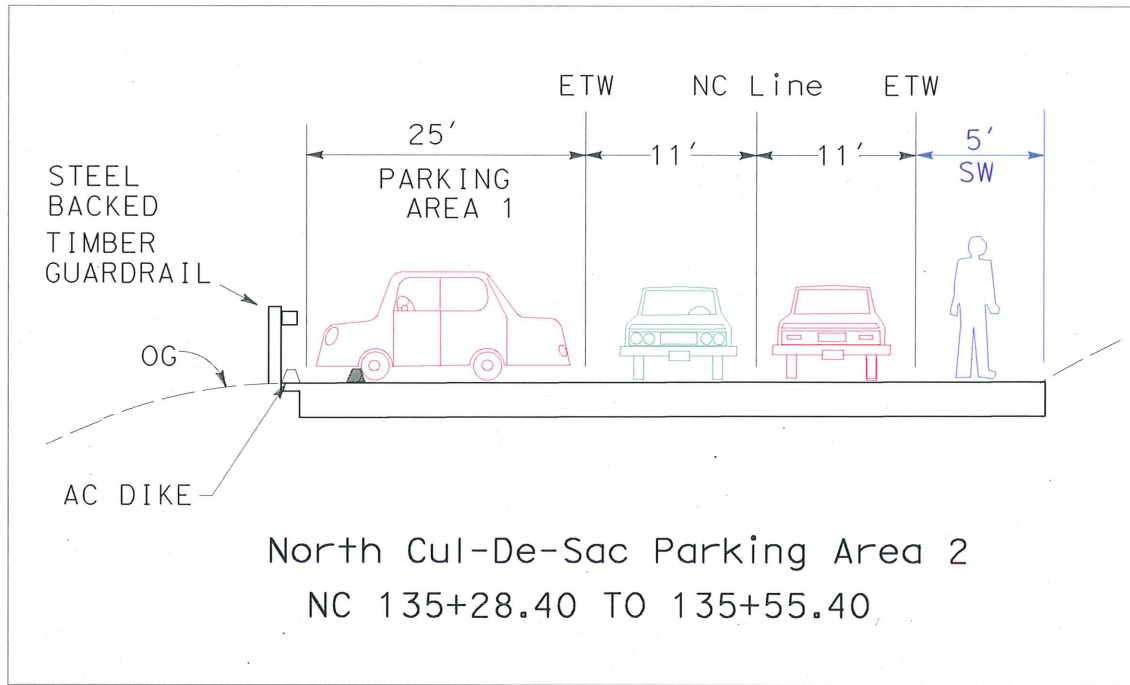 ETW NC Line ETW
25′ 11′ 11′ 5′
SW
PARKING
AREA 1
STEEL
BACKED
TIMBER
GUARDRAIL
OG
AC DIKE
North Cul-De-Sac Parking Area 2
NC 135+28.40 TO 135+55.40